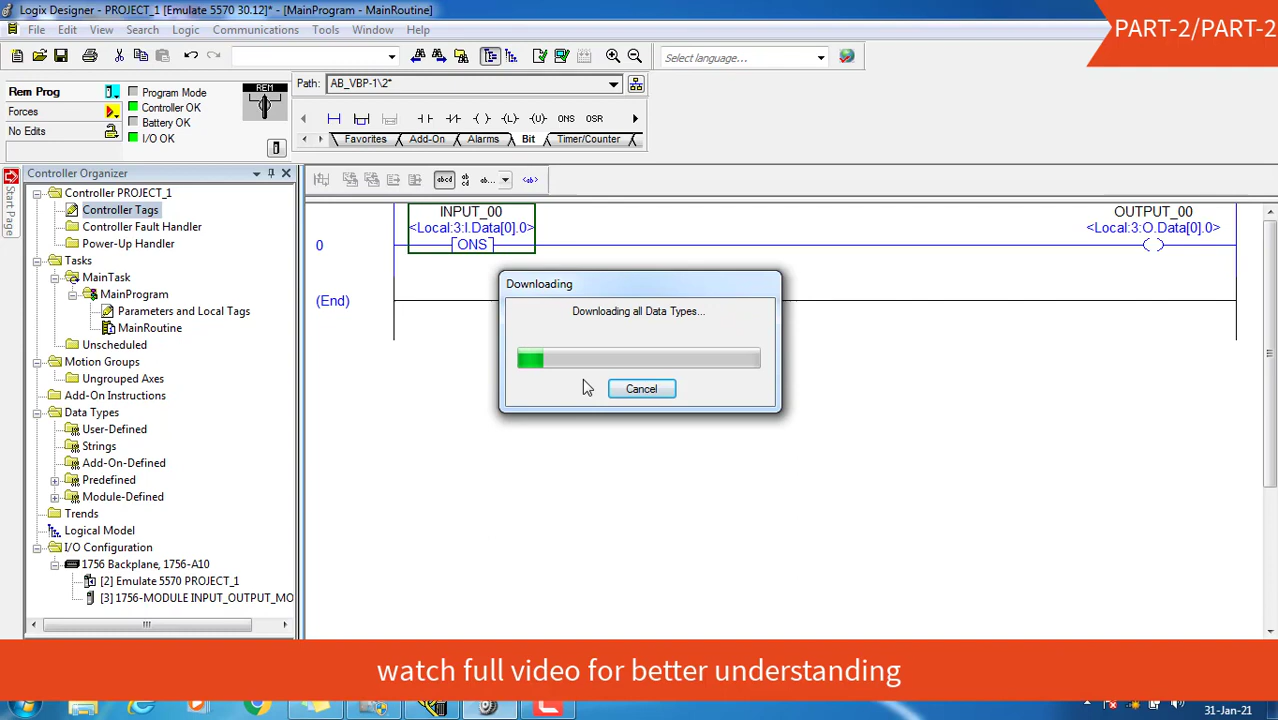 Logix Designer - PROJECT_1 [Emulate 5570 30.12]* - [MainProgram - MainRoutine]
PART-2/PART-2
File Edit View Search Logic Communications Tools Window Help
Select language...
Rem Prog
Program Mode
REM
Path: AB_VBP-1\2*
Forces
Controller OK
No Edits
Battery OK
I/O OK
ONS OSR
Favorites Add-On Alarms Bit Timer/Counter
Start Page
Controller Organizer
Controller PROJECT_1
Controller Tags
Controller Fault Handler
Power-Up Handler
Tasks
MainTask
MainProgram
Parameters and Local Tags
MainRoutine
Unscheduled
Motion Groups
Ungrouped Axes
Add-On Instructions
Data Types
User-Defined
Strings
Add-On-Defined
Predefined
Module-Defined
Trends
Logical Model
I/O Configuration
1756 Backplane, 1756-A10
[2] Emulate 5570 PROJECT_1
[3] 1756-MODULE INPUT_OUTPUT_MO
abcd ab cd ab... <ab>
INPUT_00
<Local:3:I.Data[0].0>
ONS
OUTPUT_00
<Local:3:O.Data[0].0>
0
(End)
Downloading
Downloading all Data Types...
Cancel
watch full video for better understanding
31-Jan-21